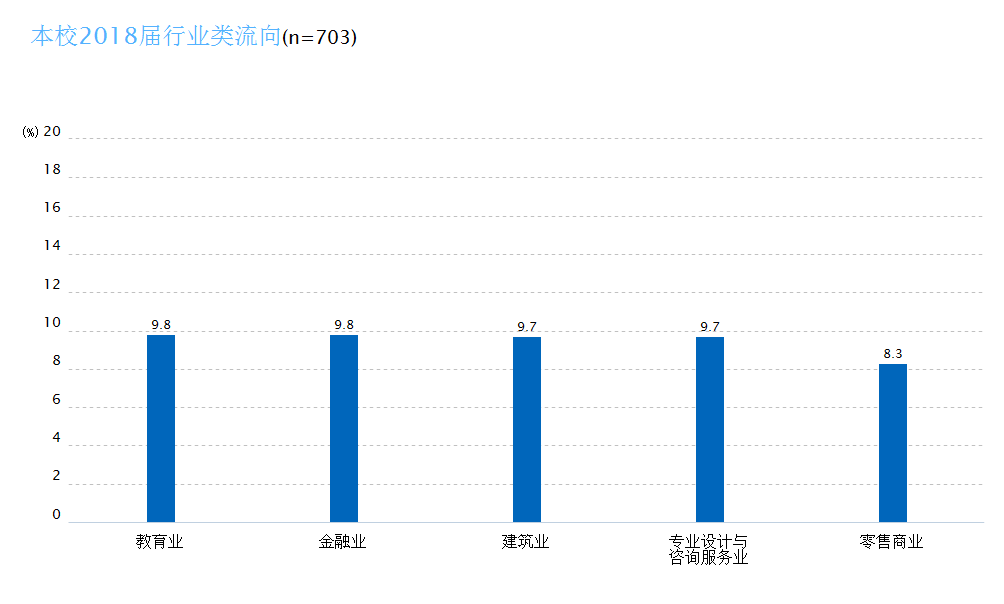 本校2018届行业类流向(n=703)
(%) 20
18
16
14
12
10
8
6
4
2
0
9.8
9.8
9.7
9.7
8.3
教育业
金融业
建筑业
专业设计与
咨询服务业
零售商业